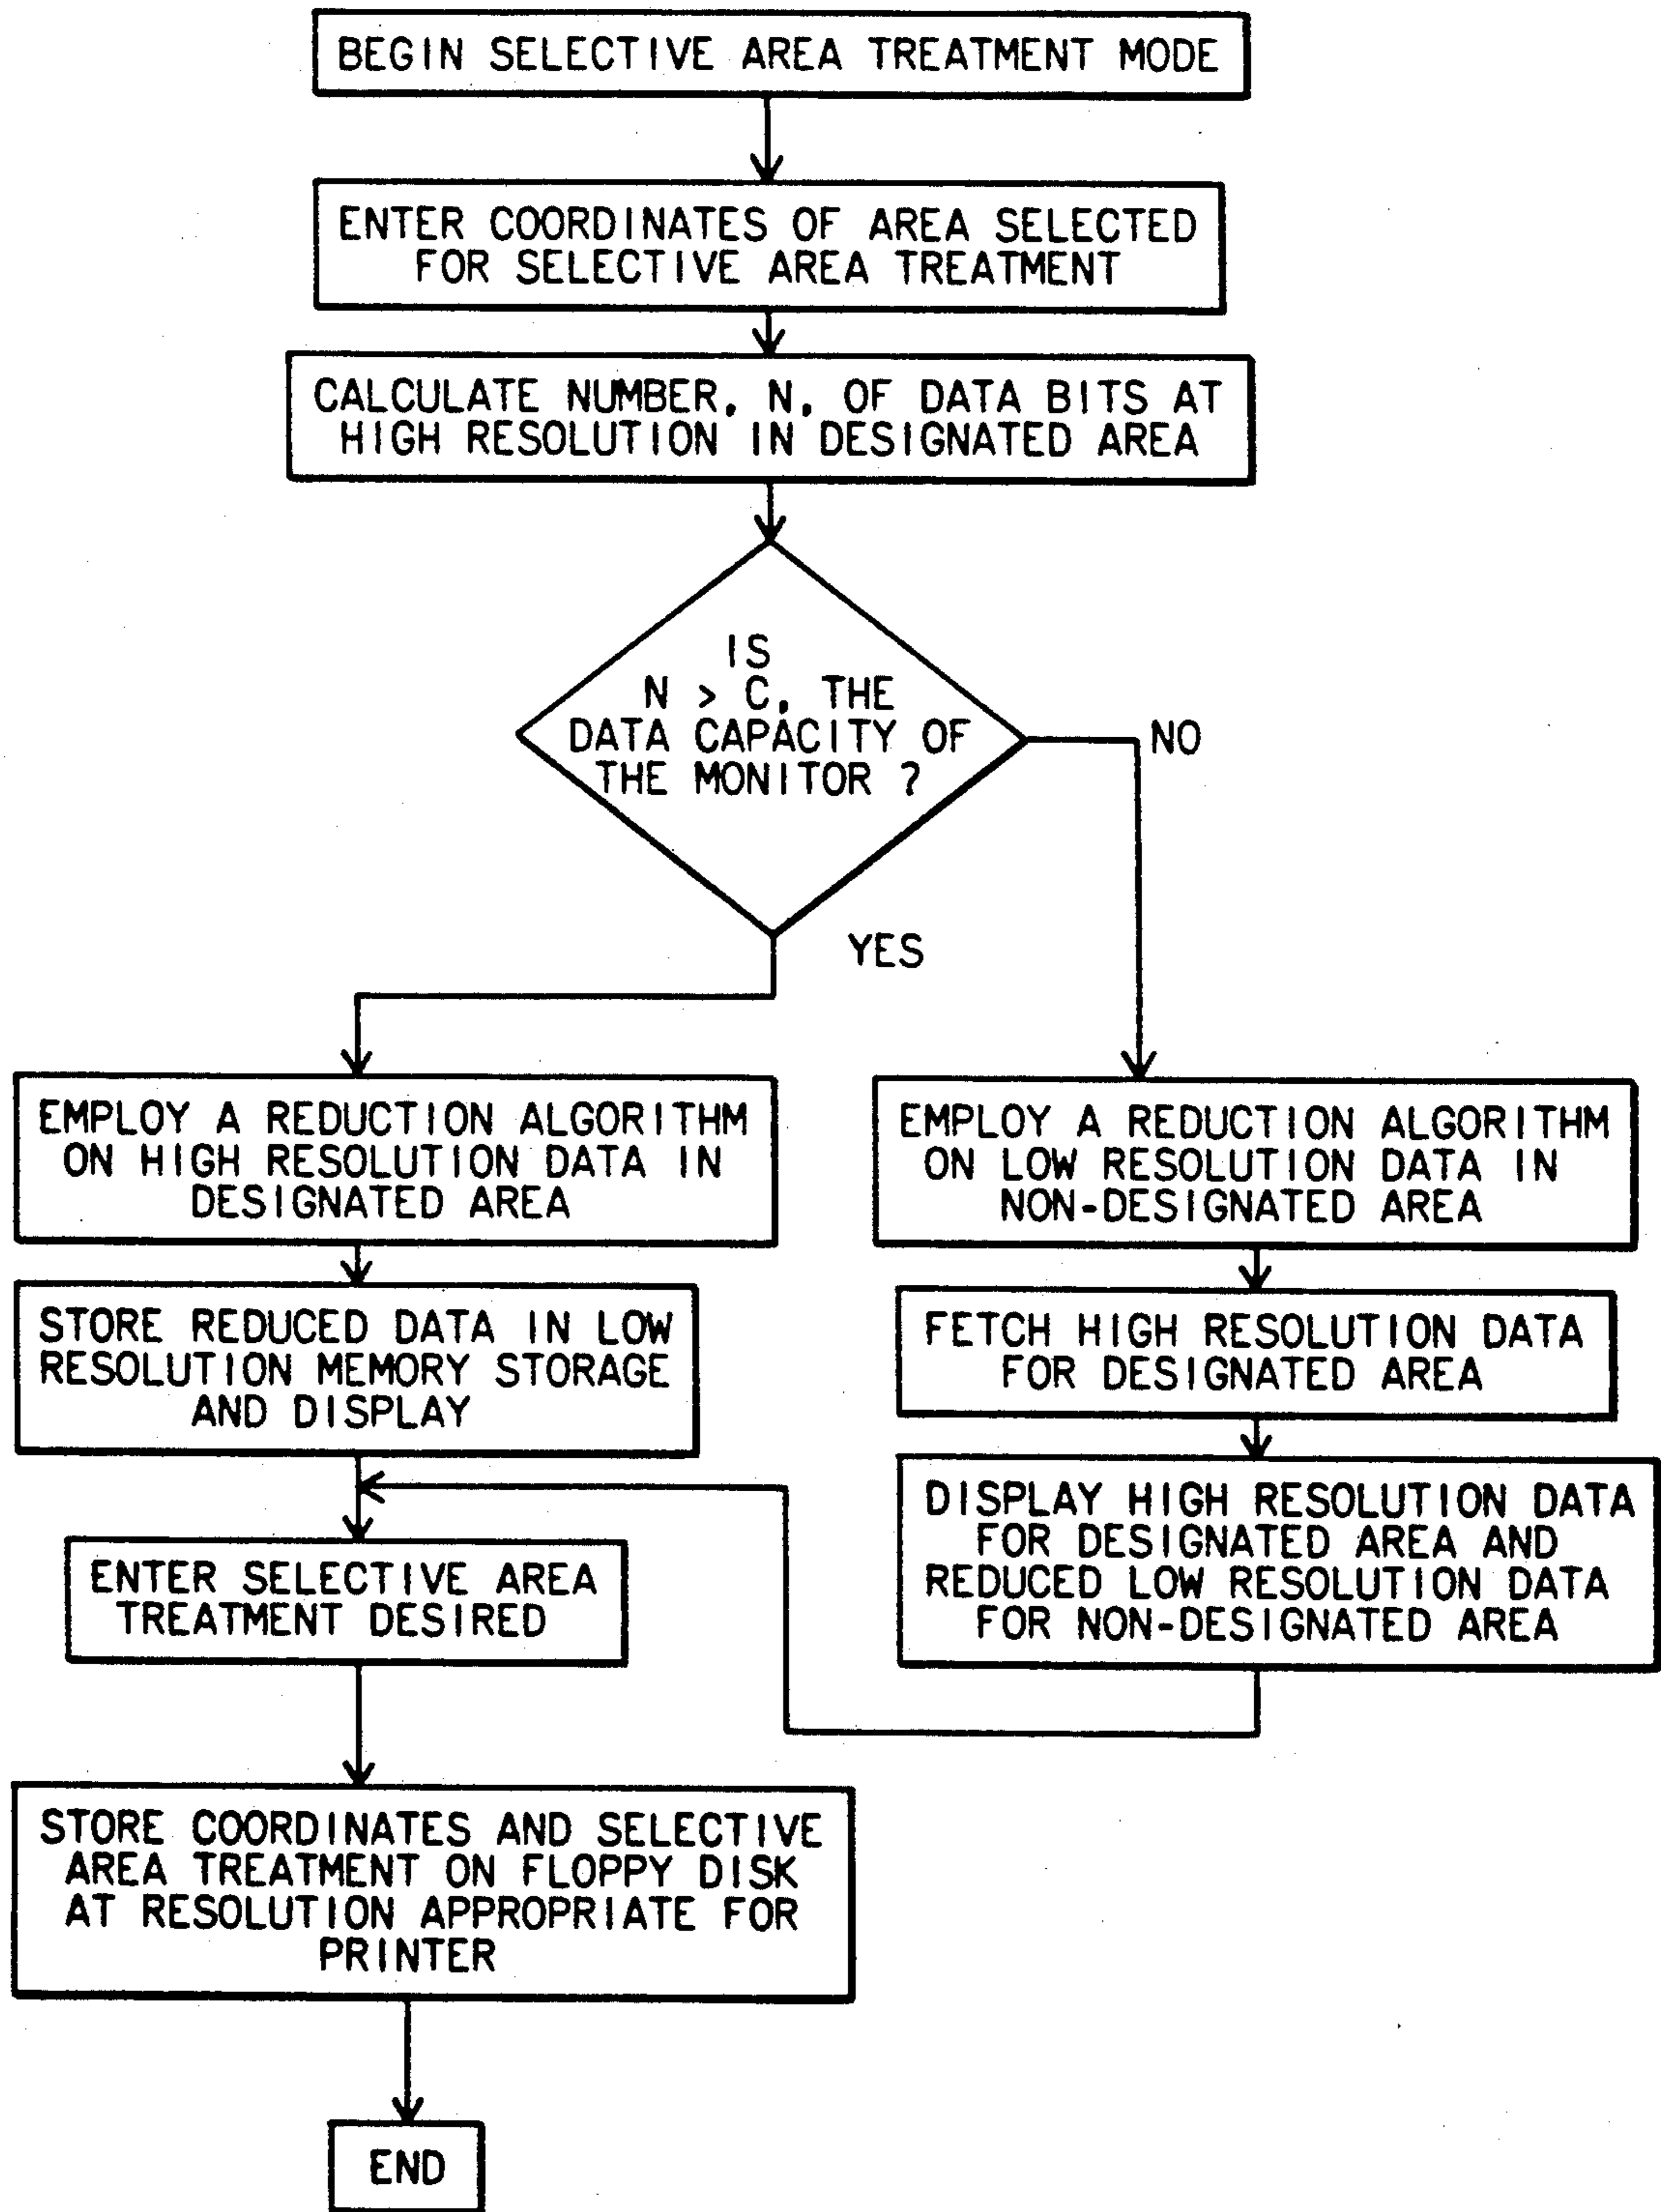 BEGIN SELECTIVE AREA TREATMENT MODE
ENTER COORDINATES OF AREA SELECTED
FOR SELECTIVE AREA TREATMENT
CALCULATE NUMBER, N, OF DATA BITS AT
HIGH RESOLUTION IN DESIGNATED AREA
IS
N > C, THE
DATA CAPACITY OF
THE MONITOR ?
NO
YES
EMPLOY A REDUCTION ALGORITHM
ON HIGH RESOLUTION DATA IN
DESIGNATED AREA
EMPLOY A REDUCTION ALGORITHM
ON LOW RESOLUTION DATA IN
NON-DESIGNATED AREA
STORE REDUCED DATA IN LOW
RESOLUTION MEMORY STORAGE
AND DISPLAY
FETCH HIGH RESOLUTION DATA
FOR DESIGNATED AREA
DISPLAY HIGH RESOLUTION DATA
FOR DESIGNATED AREA AND
REDUCED LOW RESOLUTION DATA
FOR NON-DESIGNATED AREA
ENTER SELECTIVE AREA
TREATMENT DESIRED
STORE COORDINATES AND SELECTIVE
AREA TREATMENT ON FLOPPY DISK
AT RESOLUTION APPROPRIATE FOR
PRINTER
END